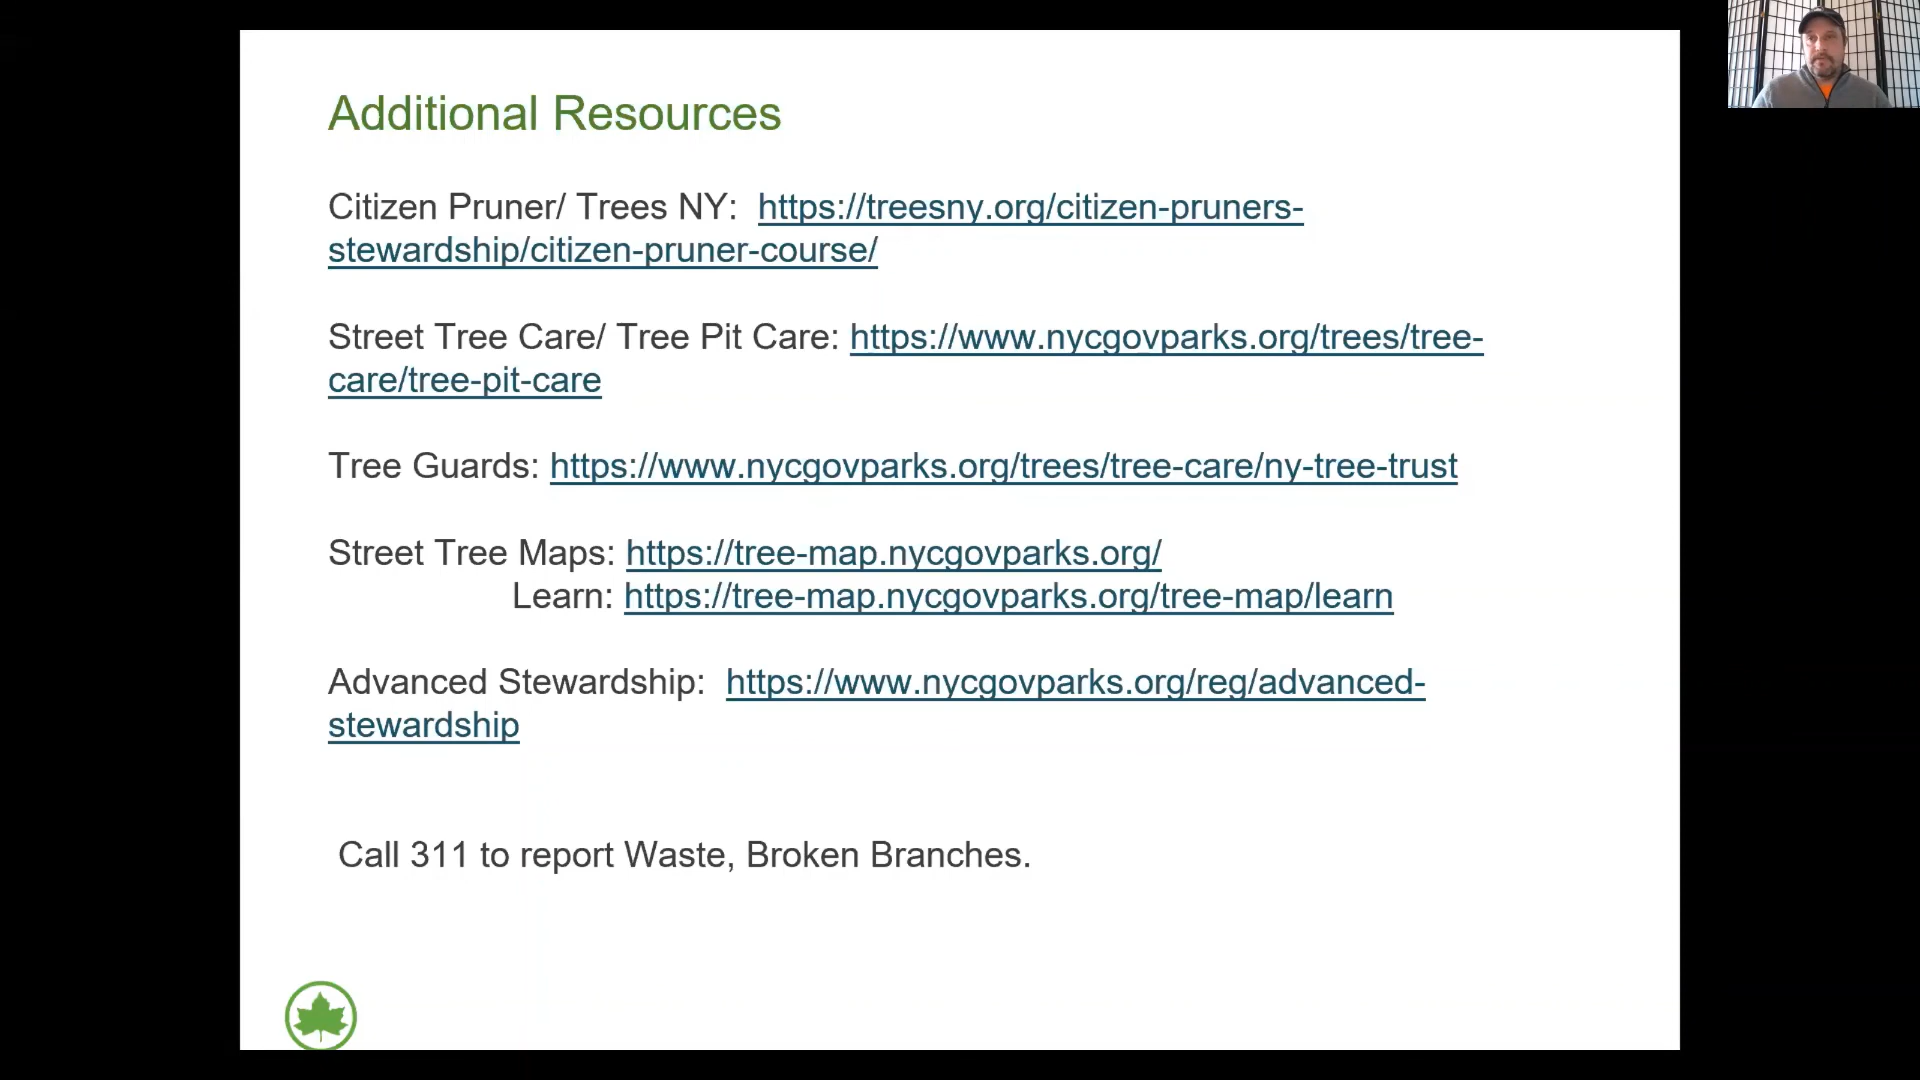 Additional Resources
Citizen Pruner/ Trees NY:  https://treesny.org/citizen-pruners-
stewardship/citizen-pruner-course/
Street Tree Care/ Tree Pit Care: https://www.nycgovparks.org/trees/tree-
care/tree-pit-care
Tree Guards: https://www.nycgovparks.org/trees/tree-care/ny-tree-trust
Street Tree Maps: https://tree-map.nycgovparks.org/
Learn: https://tree-map.nycgovparks.org/tree-map/learn
Advanced Stewardship:  https://www.nycgovparks.org/reg/advanced-
stewardship
Call 311 to report Waste, Broken Branches.